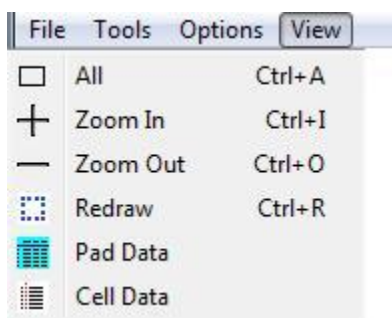 File Tools Options View
All Ctrl+A
Zoom In Ctrl+I
Zoom Out Ctrl+O
Redraw Ctrl+R
Pad Data
Cell Data